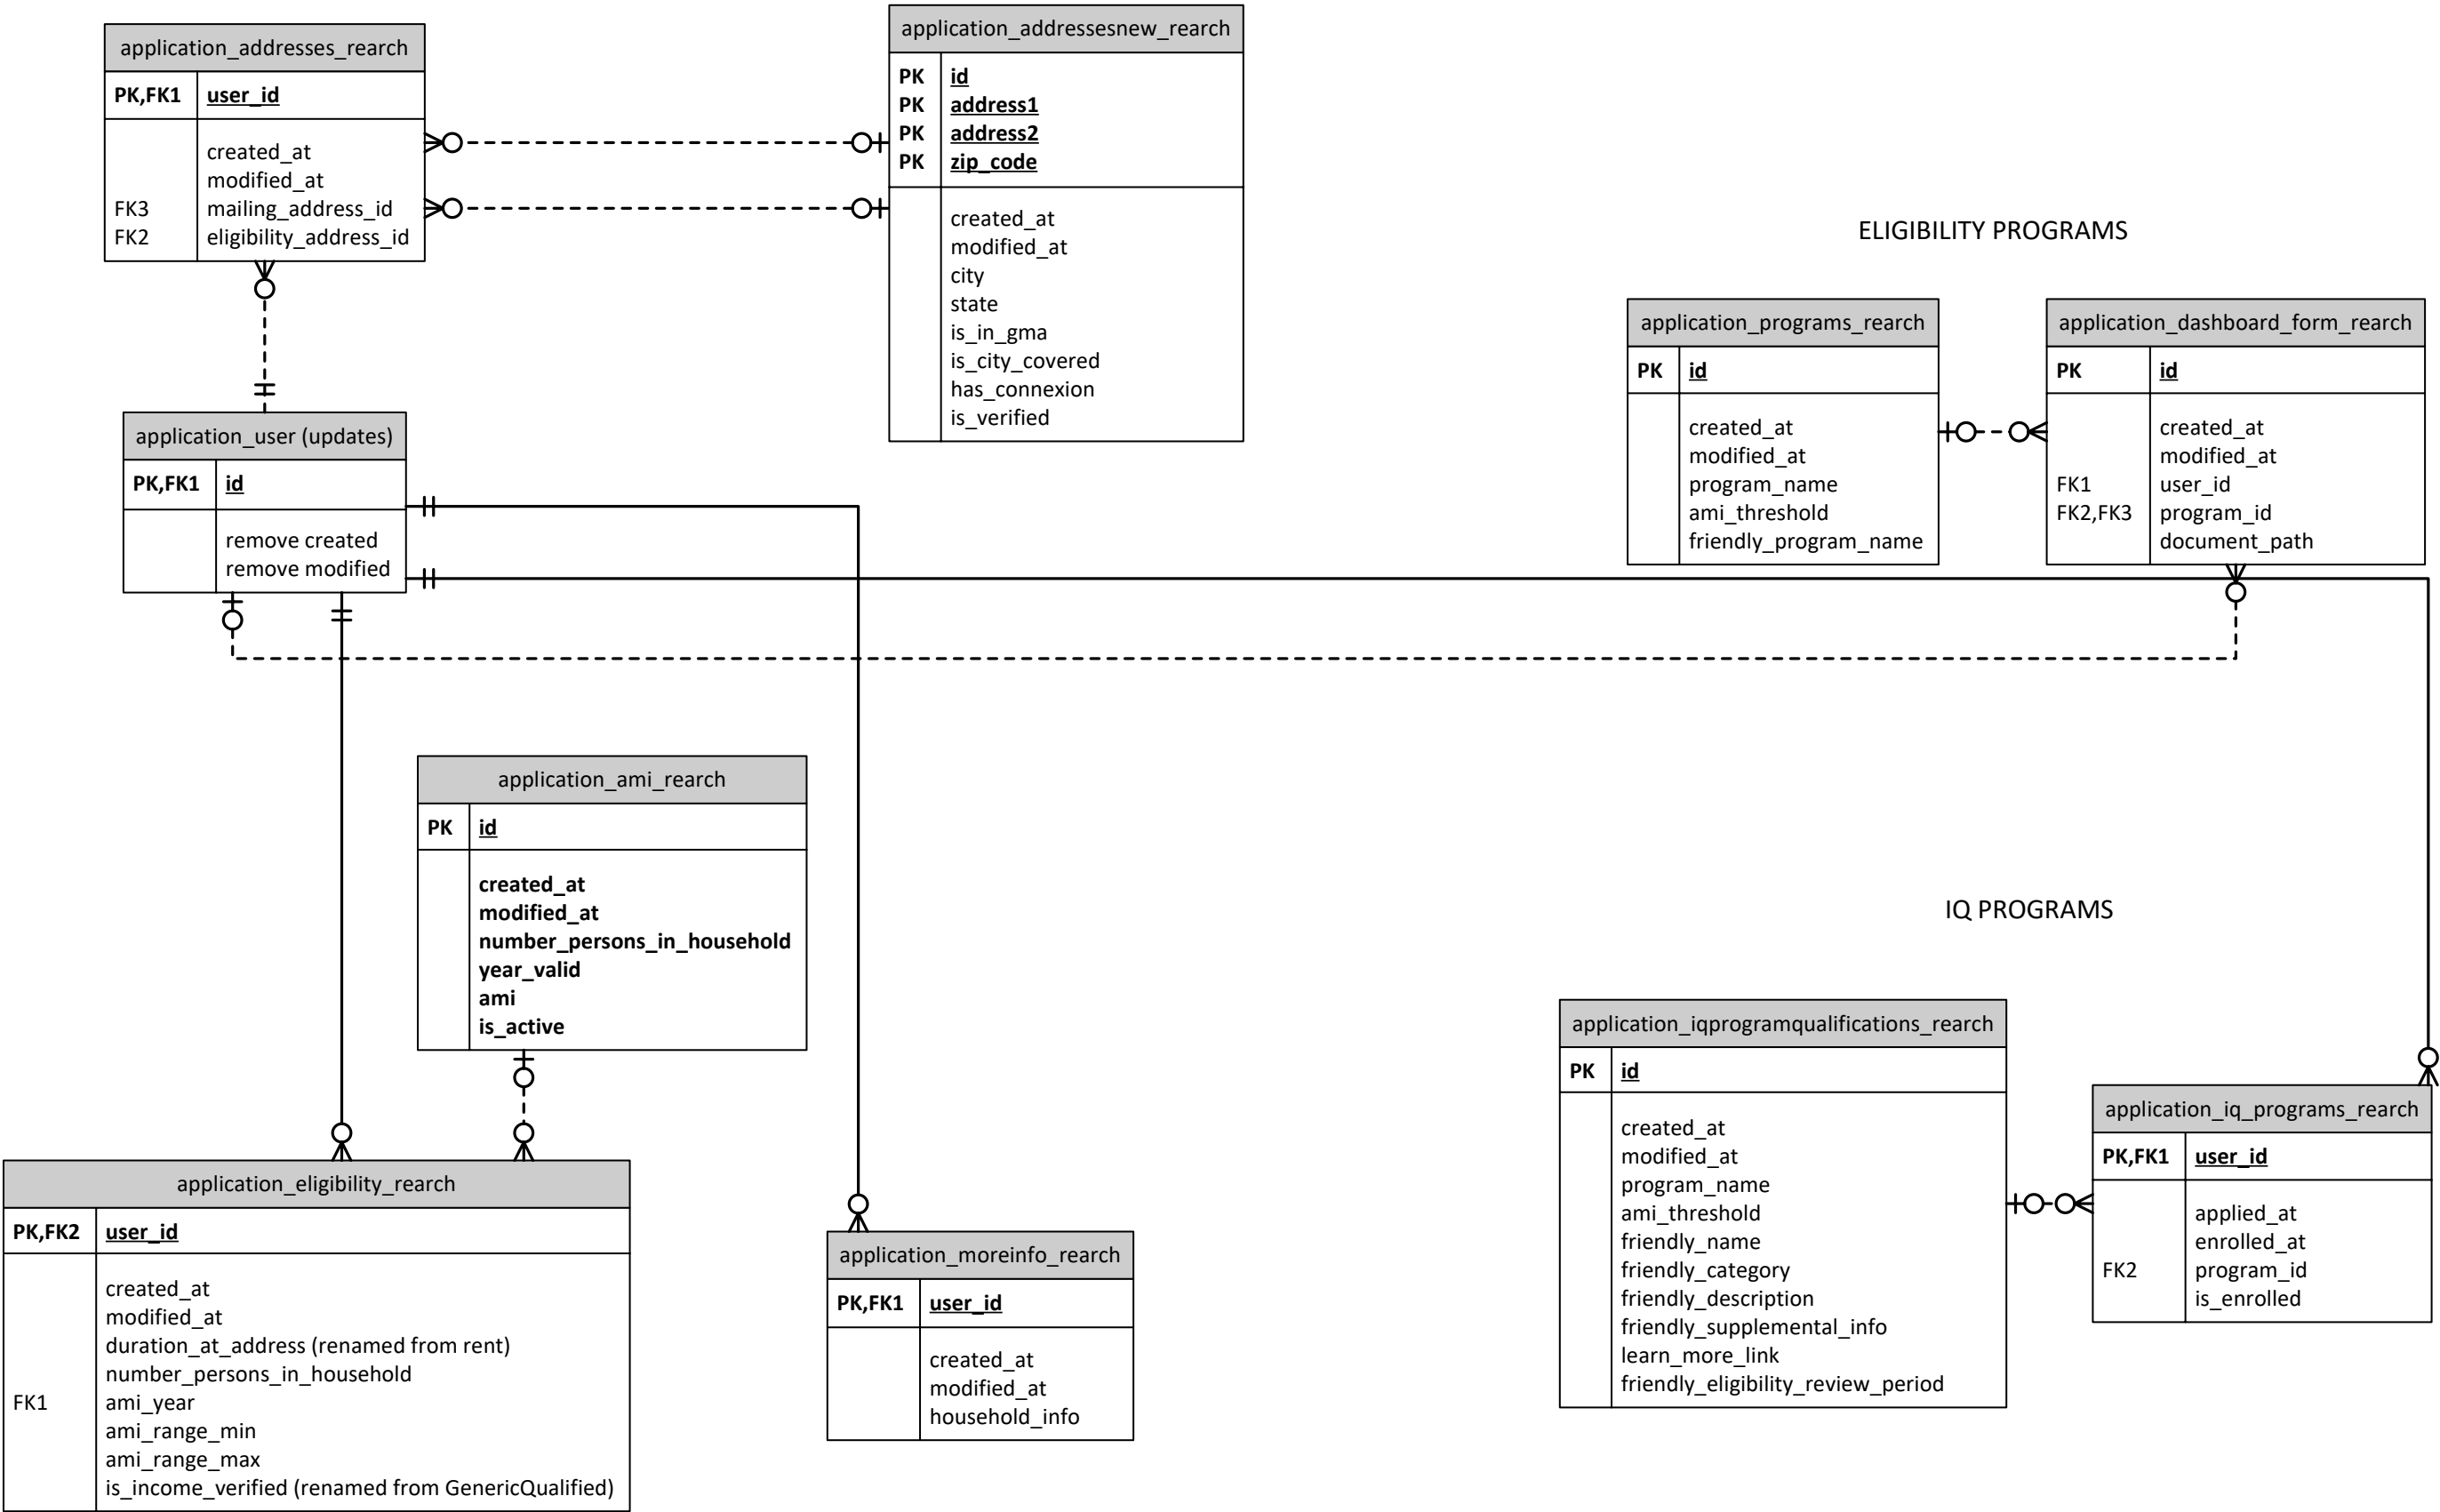 application_addresses_rearch
PK,FK1 user_id
created_at
modified_at
FK3 mailing_address_id
FK2 eligibility_address_id
application_addressesnew_rearch
PK id
PK address1
PK address2
PK zip_code
created_at
modified_at
city
state
is_in_gma
is_city_covered
has_connexion
is_verified
ELIGIBILITY PROGRAMS
application_programs_rearch
PK id
created_at
modified_at
program_name
ami_threshold
friendly_program_name
application_dashboard_form_rearch
PK id
created_at
modified_at
FK1 user_id
FK2,FK3 program_id
document_path
application_user (updates)
PK,FK1 id
remove created
remove modified
application_ami_rearch
PK id
created_at
modified_at
number_persons_in_household
year_valid
ami
is_active
IQ PROGRAMS
application_iqprogramqualifications_rearch
PK id
created_at
modified_at
program_name
ami_threshold
friendly_name
friendly_category
friendly_description
friendly_supplemental_info
learn_more_link
friendly_eligibility_review_period
application_iq_programs_rearch
PK,FK1 user_id
applied_at
enrolled_at
FK2 program_id
is_enrolled
application_eligibility_rearch
PK,FK2 user_id
created_at
modified_at
duration_at_address (renamed from rent)
number_persons_in_household
FK1 ami_year
ami_range_min
ami_range_max
is_income_verified (renamed from GenericQualified)
application_moreinfo_rearch
PK,FK1 user_id
created_at
modified_at
household_info